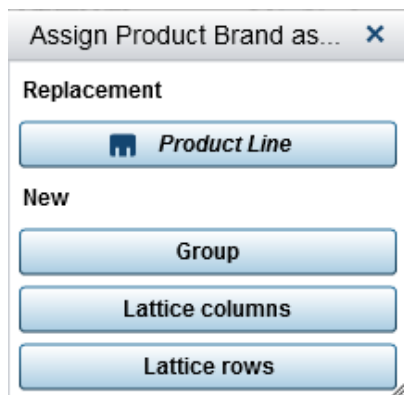 Assign Product Brand as...
Replacement
Product Line
New
Group
Lattice columns
Lattice rows